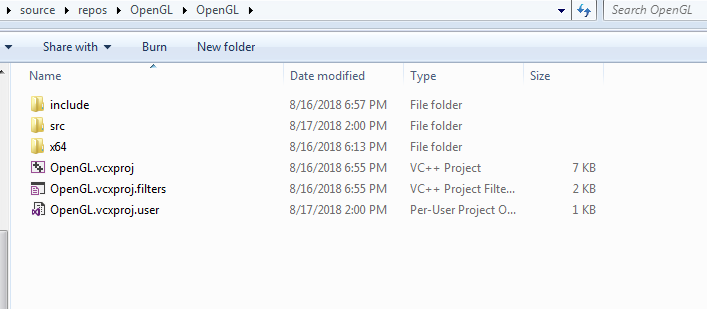 source repos OpenGL OpenGL Search OpenGL
Share with Burn New folder
Name Date modified Type Size
include 8/16/2018 6:57 PM File folder
src 8/17/2018 2:00 PM File folder
x64 8/16/2018 6:13 PM File folder
OpenGL.vcxproj 8/16/2018 6:55 PM VC++ Project 7 KB
OpenGL.vcxproj.filters 8/16/2018 6:55 PM VC++ Project Filte... 2 KB
OpenGL.vcxproj.user 8/17/2018 2:00 PM Per-User Project O... 1 KB